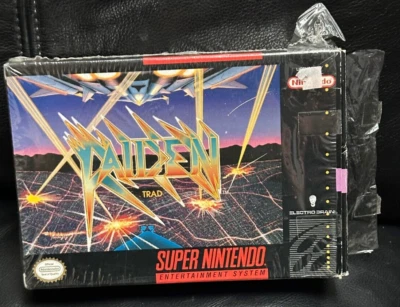 Nintendo
RAIDEN
TRAD
ELECTRO BRAIN
SUPER NINTENDO
ENTERTAINMENT SYSTEM